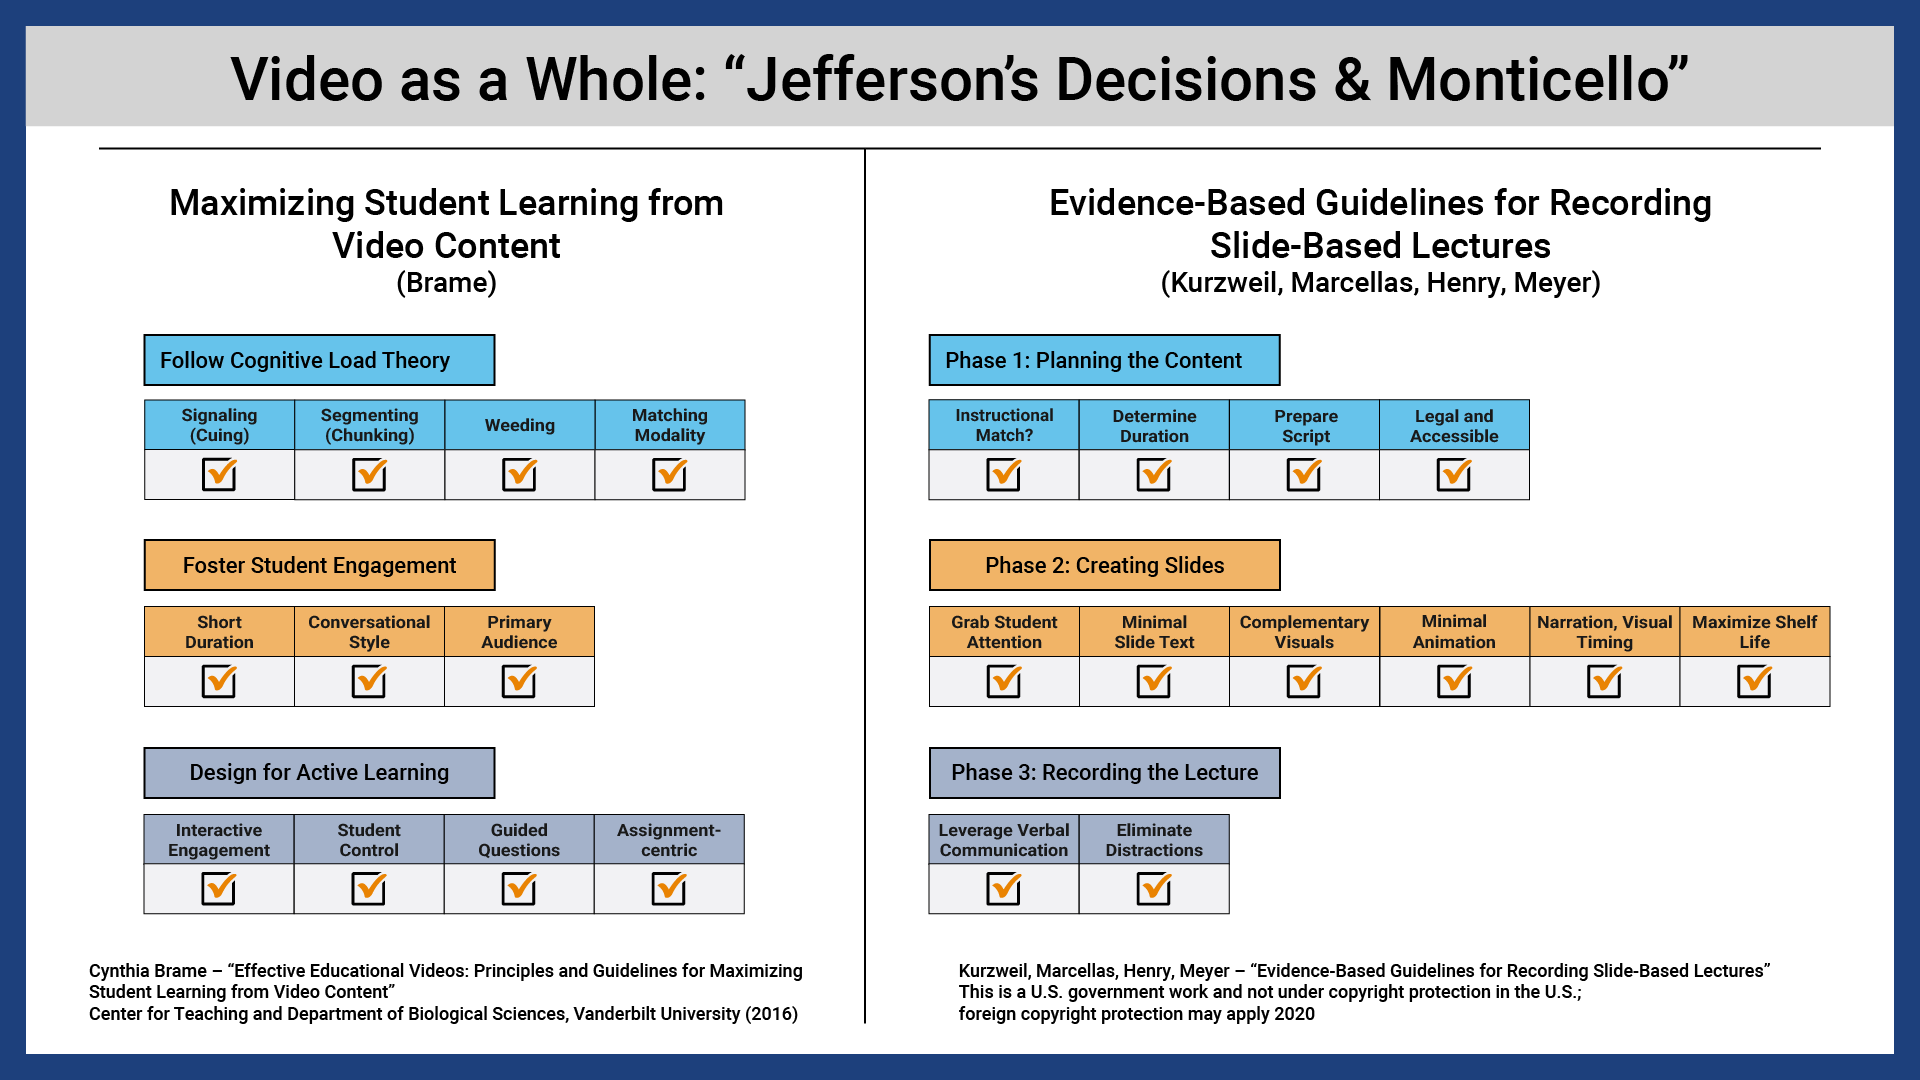 Video as a Whole: “Jefferson’s Decisions & Monticello”
Maximizing Student Learning from
Video Content
(Brame)
Follow Cognitive Load Theory
Signaling
(Cuing)
Segmenting
(Chunking)
Weeding
Matching
Modality
Foster Student Engagement
Short
Duration
Conversational
Style
Primary
Audience
Design for Active Learning
Interactive
Engagement
Student
Control
Guided
Questions
Assignment-
centric
Cynthia Brame – “Effective Educational Videos: Principles and Guidelines for Maximizing
Student Learning from Video Content”
Center for Teaching and Department of Biological Sciences, Vanderbilt University (2016)
Evidence-Based Guidelines for Recording
Slide-Based Lectures
(Kurzweil, Marcellas, Henry, Meyer)
Phase 1: Planning the Content
Instructional
Match?
Determine
Duration
Prepare
Script
Legal and
Accessible
Phase 2: Creating Slides
Grab Student
Attention
Minimal
Slide Text
Complementary
Visuals
Minimal
Animation
Narration, Visual
Timing
Maximize Shelf
Life
Phase 3: Recording the Lecture
Leverage Verbal
Communication
Eliminate
Distractions
Kurzweil, Marcellas, Henry, Meyer – “Evidence-Based Guidelines for Recording Slide-Based Lectures”
This is a U.S. government work and not under copyright protection in the U.S.;
foreign copyright protection may apply 2020